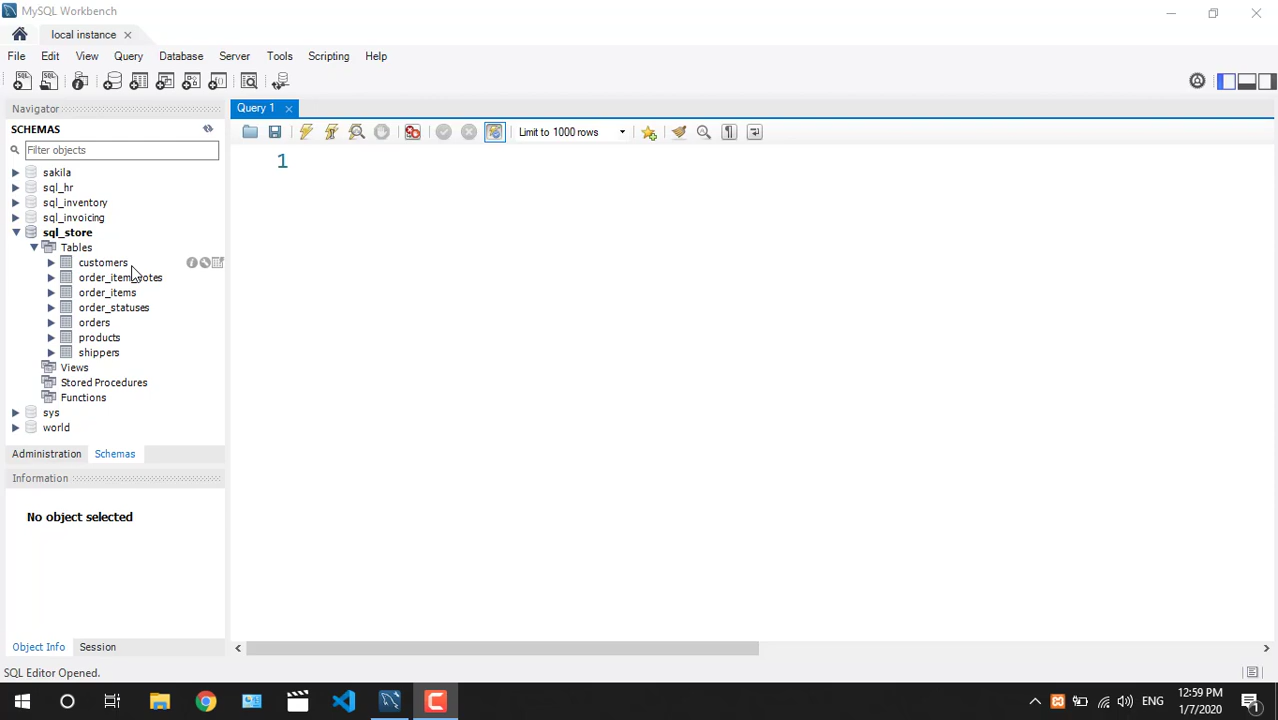 MySQL Workbench
local instance
File Edit View Query Database Server Tools Scripting Help
Navigator
SCHEMAS
Filter objects
sakila
sql_hr
sql_inventory
sql_invoicing
sql_store
Tables
customers
order_item_notes
order_items
order_statuses
orders
products
shippers
Views
Stored Procedures
Functions
sys
world
Administration Schemas
Information
No object selected
Object Info Session
SQL Editor Opened.
Query 1
Limit to 1000 rows
1
ENG
12:59 PM
1/7/2020